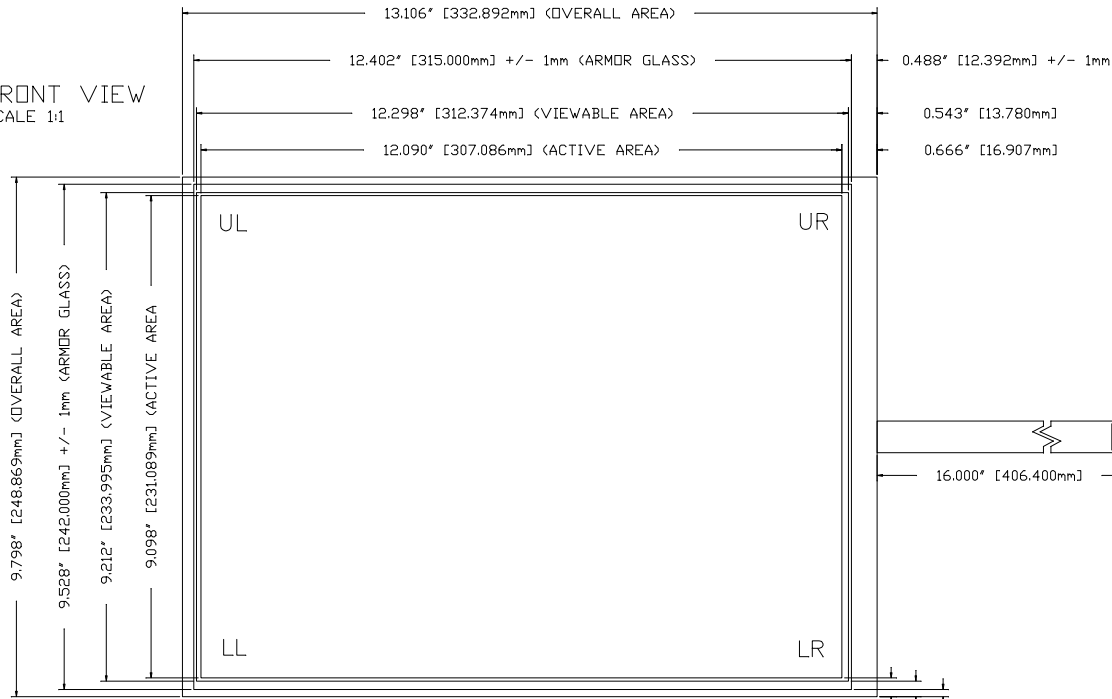 13.106" [332.892mm] (OVERALL AREA)
12.402" [315.000mm] +/- 1mm (ARMOR GLASS)
0.488" [12.392mm] +/- 1mm
RONT VIEW
CALE 1:1
12.298" [312.374mm] (VIEWABLE AREA)
0.543" [13.780mm]
12.090" [307.086mm] (ACTIVE AREA)
0.666" [16.907mm]
UL
UR
9.798" [248.869mm] (OVERALL AREA)
9.528" [242.000mm] +/- 1mm (ARMOR GLASS)
9.212" [233.995mm] (VIEWABLE AREA)
9.098" [231.089mm] (ACTIVE AREA
16.000" [406.400mm]
LL
LR